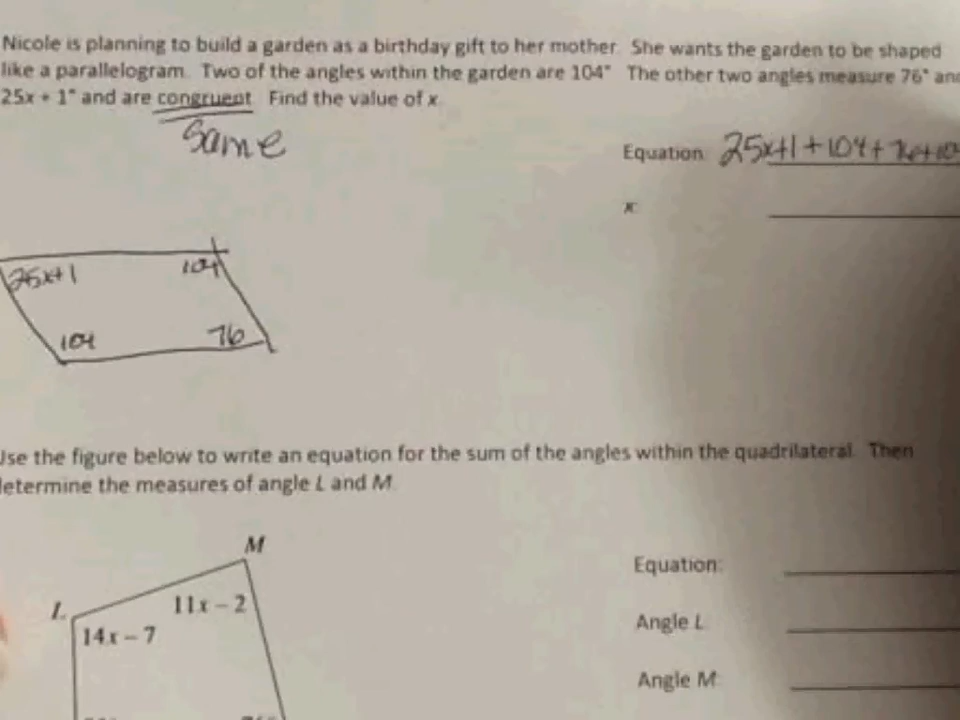 Nicole is planning to build a garden as a birthday gift to her mother. She wants the garden to be shaped
like a parallelogram. Two of the angles within the garden are 104° The other two angles measure 76° an
25x + 1° and are congruent Find the value of x
Same
Equation: 25x+1+104+76+10
x:
25x+1 104
104 76
Use the figure below to write an equation for the sum of the angles within the quadrilateral. Then
determine the measures of angle L and M.
M
Equation:
L
11x – 2
14x – 7
Angle L
Angle M